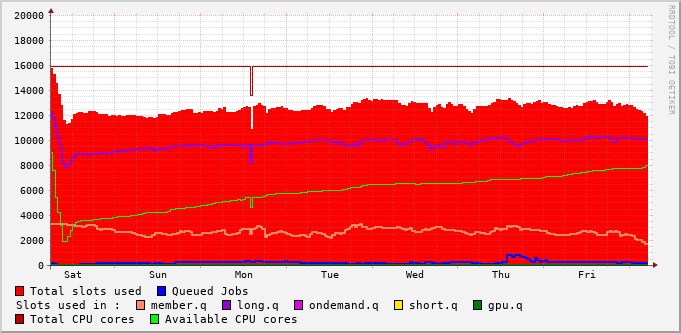 20000
18000
16000
14000
12000
10000
8000
6000
4000
2000
0
Sat Sun Mon Tue Wed Thu Fri
RRDTOOL / TOBI OETIKER
Total slots used Queued Jobs
Slots used in : member.q long.q ondemand.q short.q gpu.q
Total CPU cores Available CPU cores